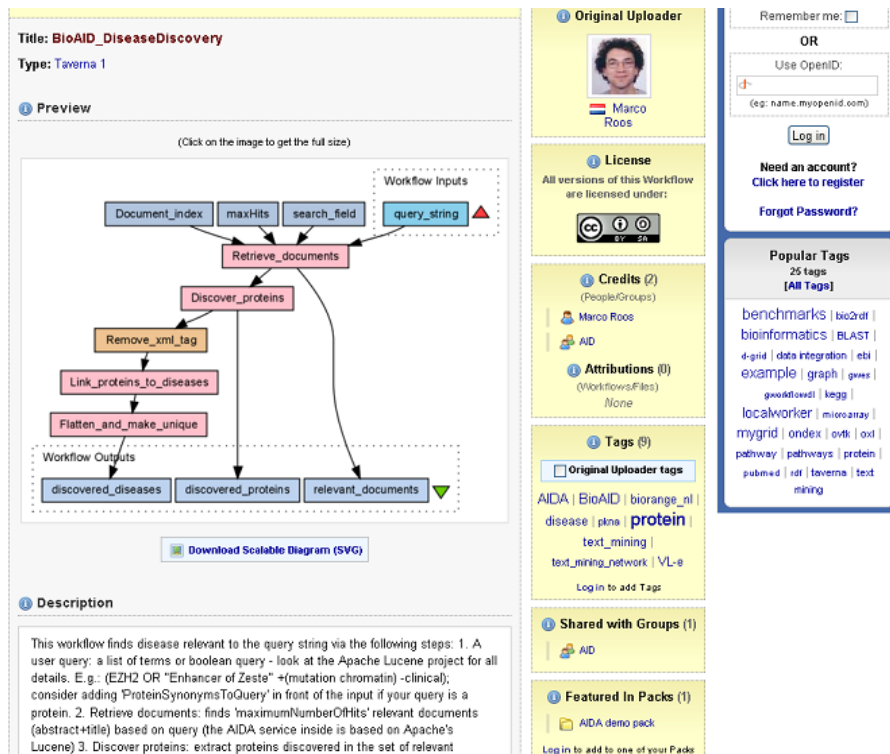 Title: BioAID_DiseaseDiscovery
Type: Taverna 1
Preview
(Click on the image to get the full size)
Workflow Inputs
Document_index
maxHits
search_field
query_string
Retrieve_documents
Discover_proteins
Remove_xml_tag
Link_proteins_to_diseases
Flatten_and_make_unique
Workflow Outputs
discovered_diseases
discovered_proteins
relevant_documents
Download Scalable Diagram (SVG)
Description
This workflow finds disease relevant to the query string via the following steps: 1. A
user query: a list of terms or boolean query - look at the Apache Lucene project for all
details. E.g.: (EZH2 OR "Enhancer of Zeste" +(mutation chromatin) -clinical);
consider adding 'ProteinSynonymsToQuery' in front of the input if your query is a
protein. 2. Retrieve documents: finds 'maximumNumberOfHits' relevant documents
(abstract+title) based on query (the AIDA service inside is based on Apache's
Lucene) 3. Discover proteins: extract proteins discovered in the set of relevant
Original Uploader
Marco
Roos
License
All versions of this Workflow
are licensed under:
cc
BY SA
Credits (2)
(People/Groups)
Marco Roos
AID
Attributions (0)
(Workflows/Files)
None
Tags (9)
Original Uploader tags
AIDA | BioAID | biorange_nl |
disease | pkna | protein |
text_mining |
text_mining_network | VL-e
Log in to add Tags
Shared with Groups (1)
AID
Featured In Packs (1)
AIDA demo pack
Log in to add to one of your Packs
Remember me:
OR
Use OpenID:
(eg: name.myopenid.com)
Log in
Need an account?
Click here to register
Forgot Password?
Popular Tags
25 tags
[All Tags]
benchmarks | bio2rdf |
bioinformatics | BLAST |
d-grid | data integration | ebi |
example | graph | gwes |
gworkflowdl | kegg |
localworker | microarray |
mygrid | ondex | ovtk | oxl |
pathway | pathways | protein |
pubmed | rdf | taverna | text
mining